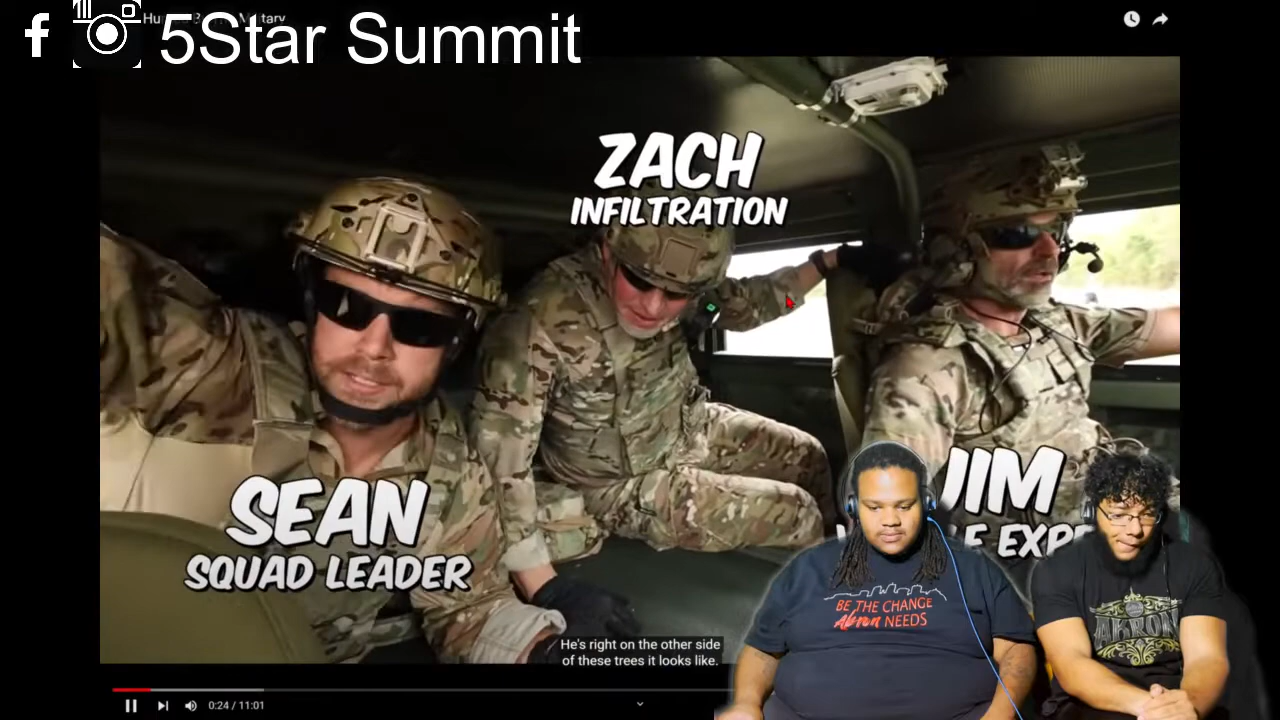 5Star Summit
ZACH
INFILTRATION
SEAN
SQUAD LEADER
JIM
BE THE CHANGE
Akron NEEDS
AKRON
He's right on the other side
of these trees it looks like.
0:24 / 11:01